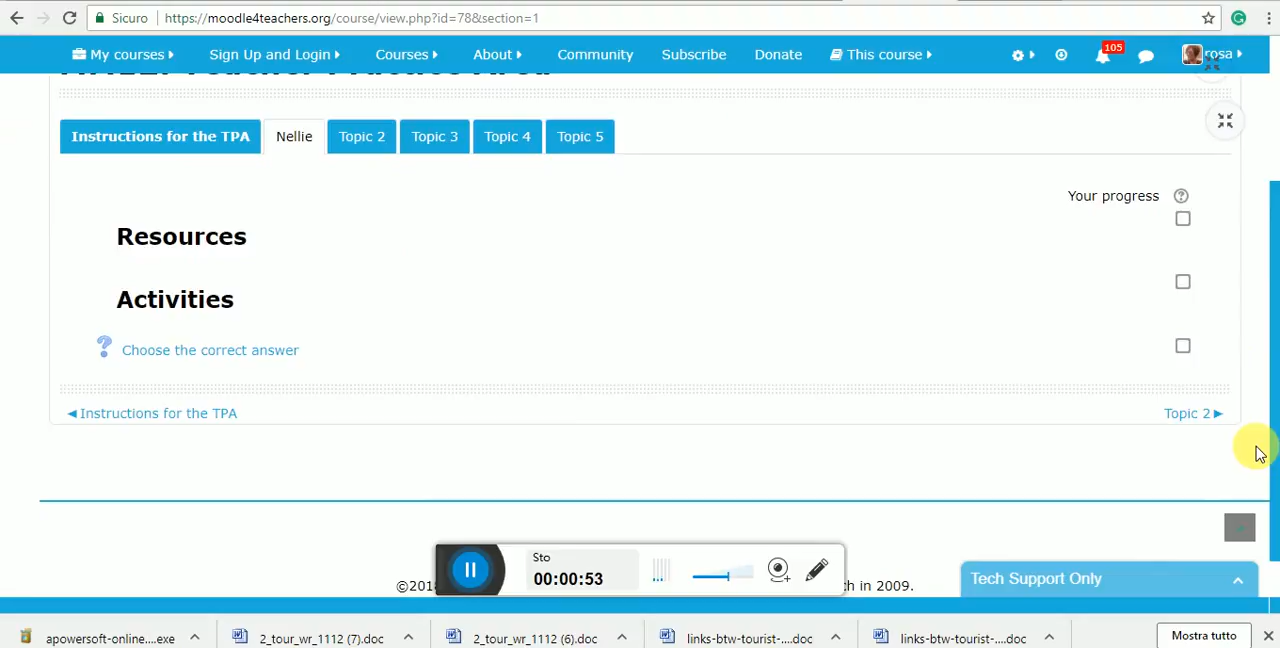 Sicuro https://moodle4teachers.org/course/view.php?id=78&section=1
My courses Sign Up and Login Courses About Community Subscribe Donate This course 105 rosa
Instructions for the TPA Nellie Topic 2 Topic 3 Topic 4 Topic 5
Your progress
Resources
Activities
Choose the correct answer
Instructions for the TPA Topic 2
Sto
00:00:53
Tech Support Only
©201 h in 2009.
apowersoft-online....exe 2_tour_wr_1112 (7).doc 2_tour_wr_1112 (6).doc links-btw-tourist-....doc links-btw-tourist-....doc Mostra tutto